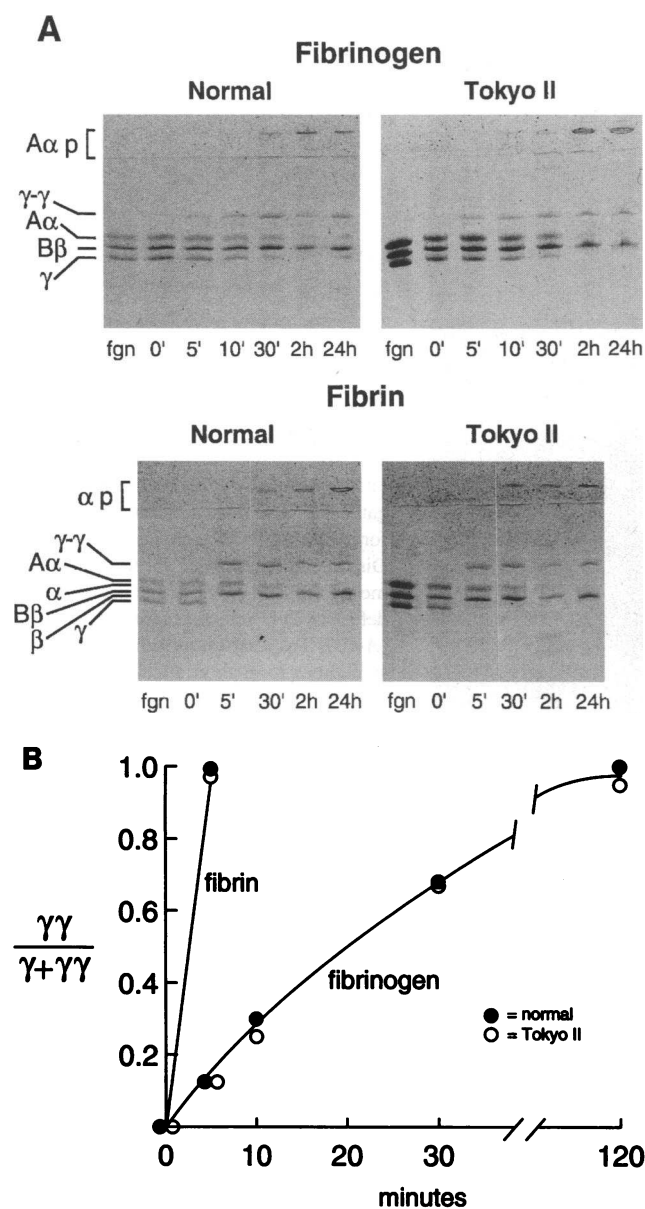 A
Fibrinogen
Normal Tokyo II
Aα p
γ-γ
Aα
Bβ
γ
fgn 0' 5' 10' 30' 2h 24h
fgn 0' 5' 10' 30' 2h 24h
Fibrin
Normal Tokyo II
α p
γ-γ
Aα
α
Bβ
β
γ
fgn 0' 5' 30' 2h 24h
fgn 0' 5' 30' 2h 24h
B
1.0
0.8
0.6
0.4
0.2
γγ
γ+γγ
fibrin
fibrinogen
● = normal
○ = Tokyo II
0 10 20 30 120
minutes